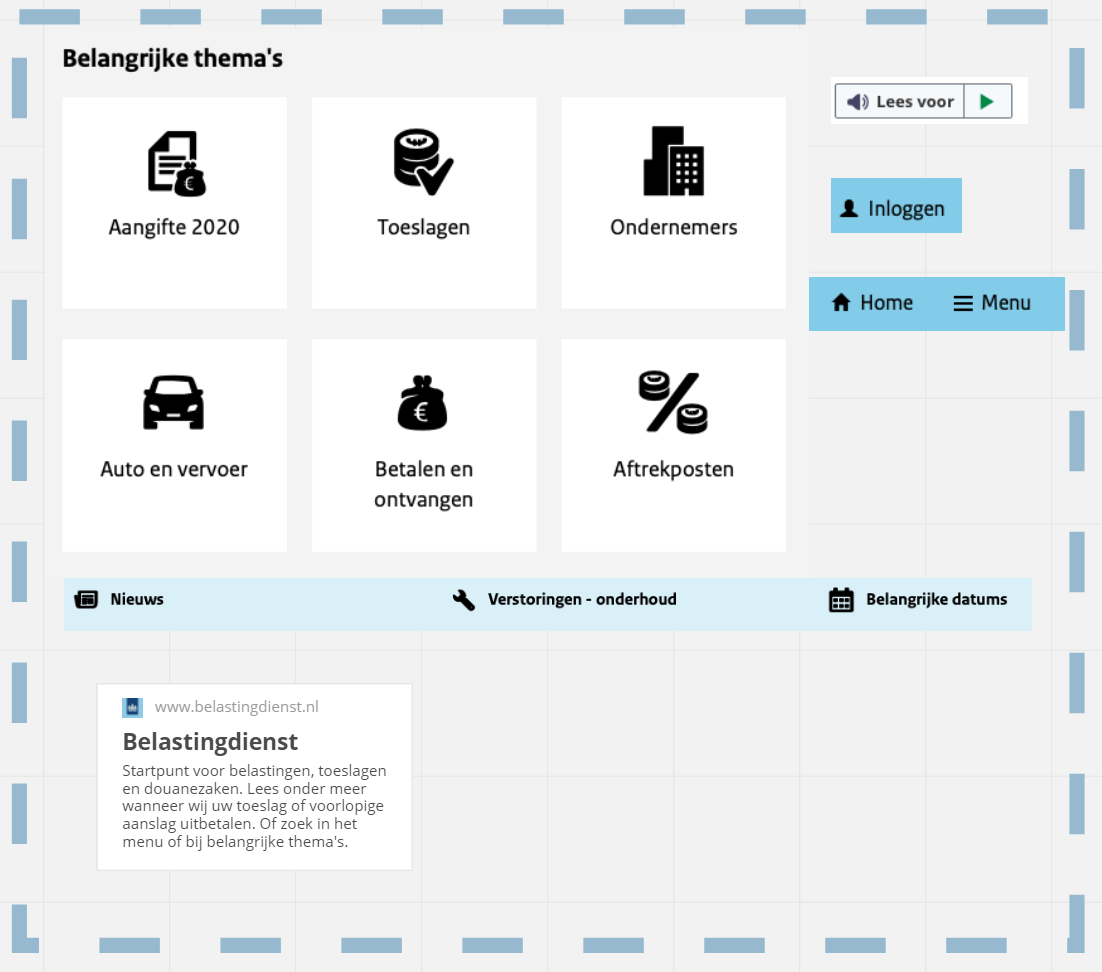 Belangrijke thema's
Lees voor
Aangifte 2020
Toeslagen
Ondernemers
Inloggen
Home
Menu
Auto en vervoer
Betalen en
ontvangen
Aftrekposten
Nieuws
Verstoringen - onderhoud
Belangrijke datums
www.belastingdienst.nl
Belastingdienst
Startpunt voor belastingen, toeslagen
en douanezaken. Lees onder meer
wanneer wij uw toeslag of voorlopige
aanslag uitbetalen. Of zoek in het
menu of bij belangrijke thema's.